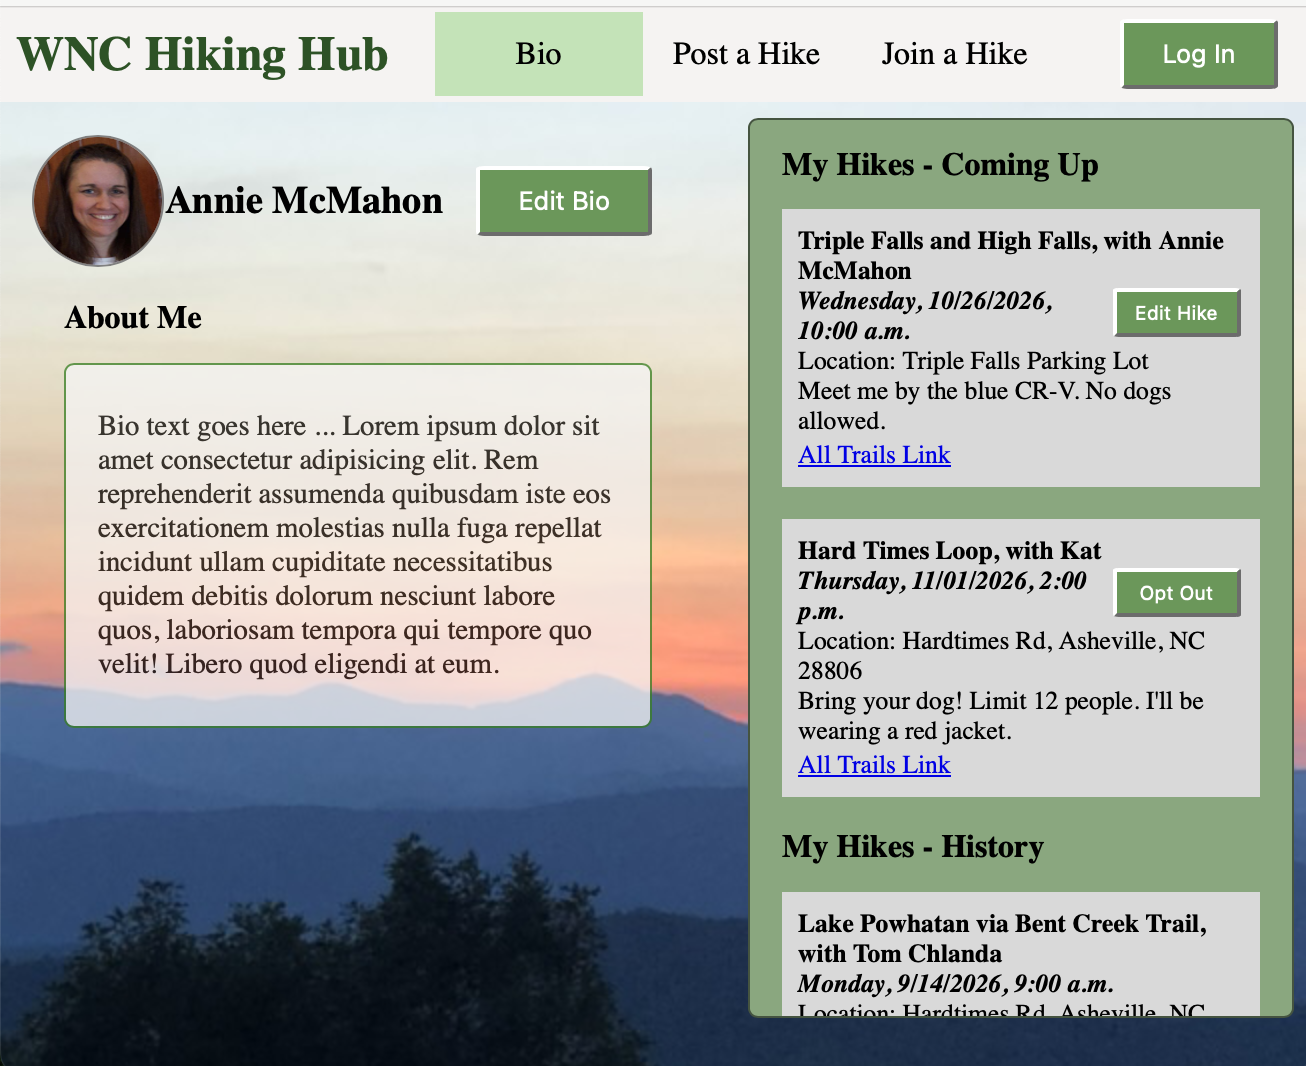 WNC Hiking Hub
Bio
Post a Hike
Join a Hike
Log In
Annie McMahon
Edit Bio
About Me
Bio text goes here ... Lorem ipsum dolor sit
amet consectetur adipisicing elit. Rem
reprehenderit assumenda quibusdam iste eos
exercitationem molestias nulla fuga repellat
incidunt ullam cupiditate necessitatibus
quidem debitis dolorum nesciunt labore
quos, laboriosam tempora qui tempore quo
velit! Libero quod eligendi at eum.
My Hikes - Coming Up
Triple Falls and High Falls, with Annie
McMahon
Wednesday, 10/26/2026,
10:00 a.m.
Edit Hike
Location: Triple Falls Parking Lot
Meet me by the blue CR-V. No dogs
allowed.
All Trails Link
Hard Times Loop, with Kat
Thursday, 11/01/2026, 2:00
p.m.
Opt Out
Location: Hardtimes Rd, Asheville, NC
28806
Bring your dog! Limit 12 people. I'll be
wearing a red jacket.
All Trails Link
My Hikes - History
Lake Powhatan via Bent Creek Trail,
with Tom Chlanda
Monday, 9/14/2026, 9:00 a.m.
Location: Hardtimes Rd, Asheville, NC